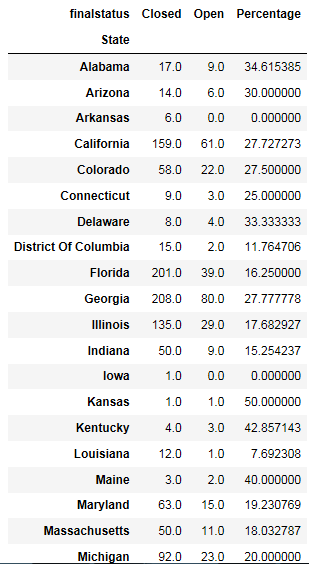 finalstatus Closed Open Percentage
State
Alabama 17.0 9.0 34.615385
Arizona 14.0 6.0 30.000000
Arkansas 6.0 0.0 0.000000
California 159.0 61.0 27.727273
Colorado 58.0 22.0 27.500000
Connecticut 9.0 3.0 25.000000
Delaware 8.0 4.0 33.333333
District Of Columbia 15.0 2.0 11.764706
Florida 201.0 39.0 16.250000
Georgia 208.0 80.0 27.777778
Illinois 135.0 29.0 17.682927
Indiana 50.0 9.0 15.254237
Iowa 1.0 0.0 0.000000
Kansas 1.0 1.0 50.000000
Kentucky 4.0 3.0 42.857143
Louisiana 12.0 1.0 7.692308
Maine 3.0 2.0 40.000000
Maryland 63.0 15.0 19.230769
Massachusetts 50.0 11.0 18.032787
Michigan 92.0 23.0 20.000000